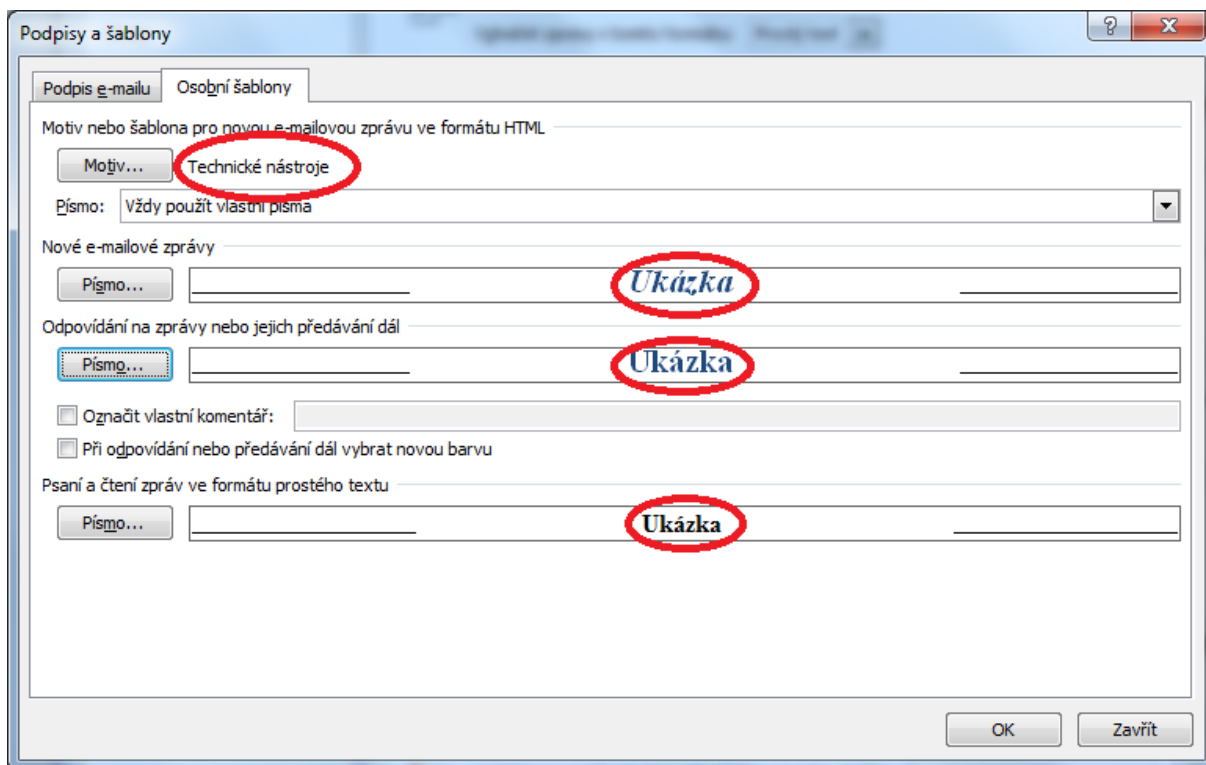 Podpisy a šablony
Podpis e-mailu Osobní šablony
Motiv nebo šablona pro novou e-mailovou zprávu ve formátu HTML
Motiv... Technické nástroje
Písmo: Vždy použít vlastní písma
Nové e-mailové zprávy
Písmo... Ukázka
Odpovídání na zprávy nebo jejich předávání dál
Písmo... Ukázka
Označit vlastní komentář:
Při odpovídání nebo předávání dál vybrat novou barvu
Psaní a čtení zpráv ve formátu prostého textu
Písmo... Ukázka
OK Zavřít